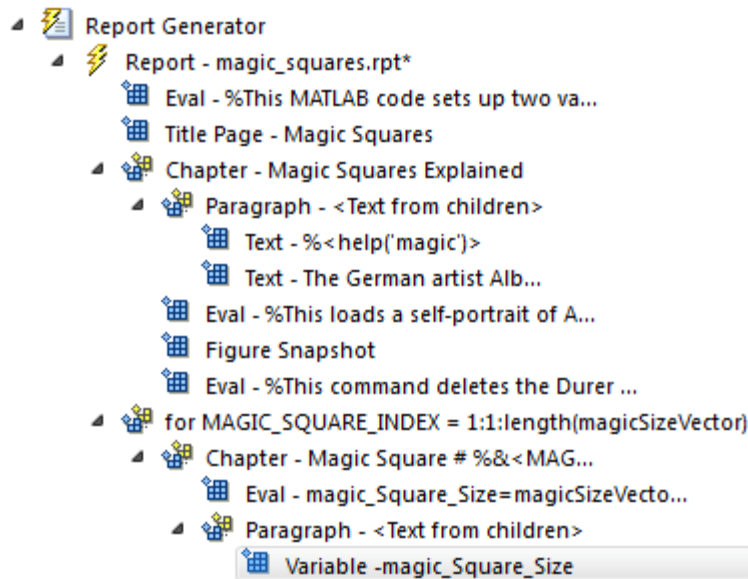 Report Generator
Report - magic_squares.rpt*
Eval - %This MATLAB code sets up two va...
Title Page - Magic Squares
Chapter - Magic Squares Explained
Paragraph - <Text from children>
Text - %<help('magic')>
Text - The German artist Alb...
Eval - %This loads a self-portrait of A...
Figure Snapshot
Eval - %This command deletes the Durer ...
for MAGIC_SQUARE_INDEX = 1:1:length(magicSizeVector)
Chapter - Magic Square # %&<MAG...
Eval - magic_Square_Size=magicSizeVecto...
Paragraph - <Text from children>
Variable -magic_Square_Size